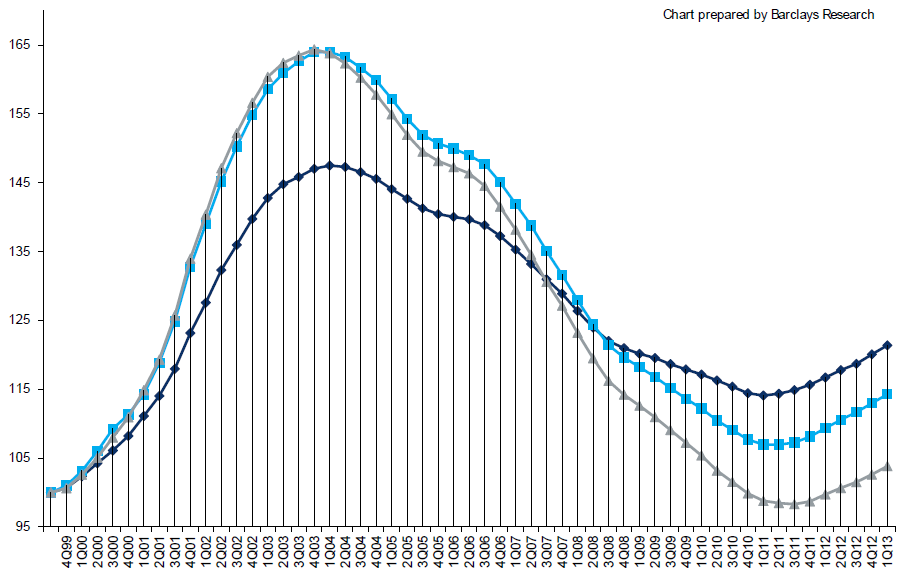 Chart prepared by Barclays Research
165
155
145
135
125
115
105
95
4Q99
1Q00
2Q00
3Q00
4Q00
1Q01
2Q01
3Q01
4Q01
1Q02
2Q02
3Q02
4Q02
1Q03
2Q03
3Q03
4Q03
1Q04
2Q04
3Q04
4Q04
1Q05
2Q05
3Q05
4Q05
1Q06
2Q06
3Q06
4Q06
1Q07
2Q07
3Q07
4Q07
1Q08
2Q08
3Q08
4Q08
1Q09
2Q09
3Q09
4Q09
1Q10
2Q10
3Q10
4Q10
1Q11
2Q11
3Q11
4Q11
1Q12
2Q12
3Q12
4Q12
1Q13